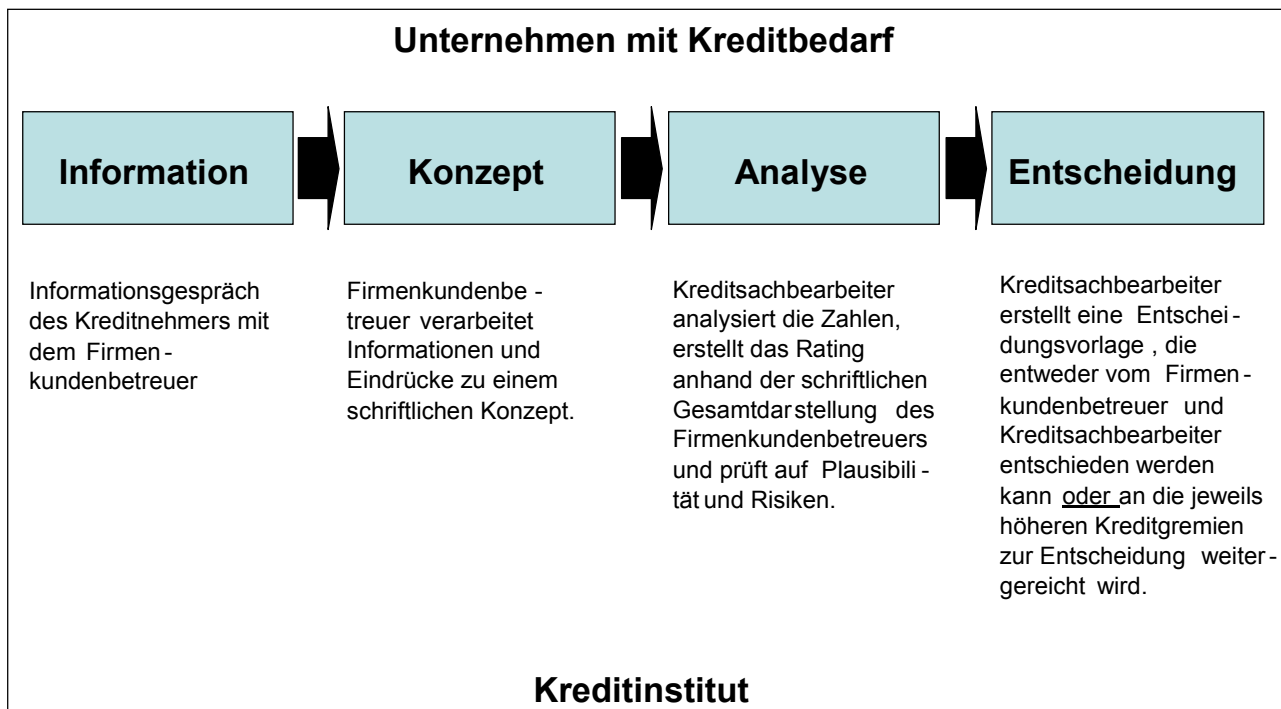 Unternehmen mit Kreditbedarf
Information
Konzept
Analyse
Entscheidung
Informationsgespräch
des Kreditnehmers mit
dem Firmen-
kundenbetreuer
Firmenkundenbe-
treuer verarbeitet
Informationen und
Eindrücke zu einem
schriftlichen Konzept.
Kreditsachbearbeiter
analysiert die Zahlen,
erstellt das Rating
anhand der schriftlichen
Gesamtdarstellung des
Firmenkundenbetreuers
und prüft auf Plausibili-
tät und Risiken.
Kreditsachbearbeiter
erstellt eine Entschei-
dungsvorlage, die
entweder vom Firmen-
kundenbetreuer und
Kreditsachbearbeiter
entschieden werden
kann oder an die jeweils
höheren Kreditgremien
zur Entscheidung weiter-
gereicht wird.
Kreditinstitut